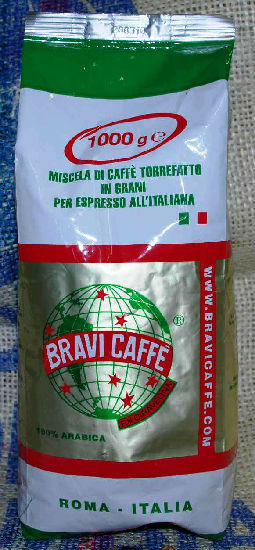 1000 g ℮
MISCELA DI CAFFÈ TORREFATTO
IN GRANI
PER ESPRESSO ALL'ITALIANA
WWW.BRAVICAFFE.COM
®
BRAVI CAFFÈ
100% ARABICA
ROMA - ITALIA